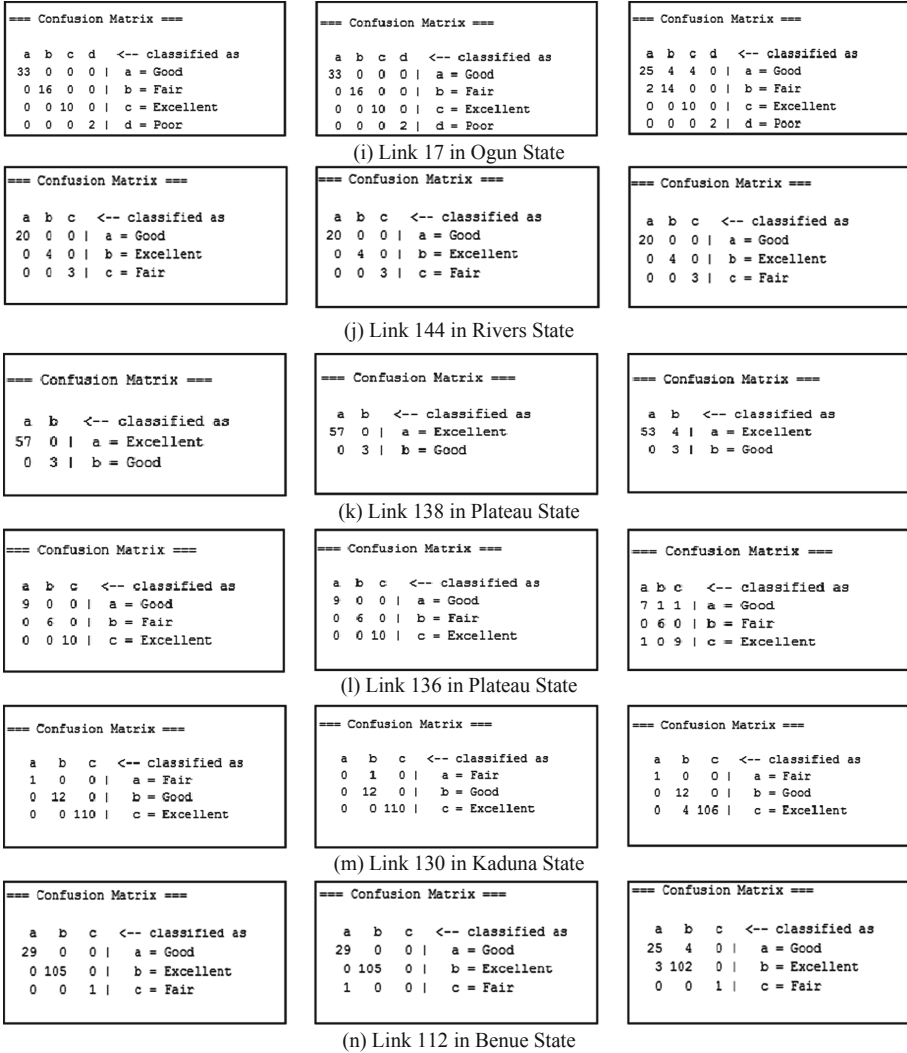 === Confusion Matrix ===
a b c d <-- classified as
33 0 0 0 | a = Good
0 16 0 0 | b = Fair
0 0 10 0 | c = Excellent
0 0 0 2 | d = Poor
=== Confusion Matrix ===
a b c d <-- classified as
33 0 0 0 | a = Good
0 16 0 0 | b = Fair
0 0 10 0 | c = Excellent
0 0 0 2 | d = Poor
=== Confusion Matrix ===
a b c d <-- classified as
25 4 4 0 | a = Good
2 14 0 0 | b = Fair
0 0 10 0 | c = Excellent
0 0 0 2 | d = Poor
(i) Link 17 in Ogun State
=== Confusion Matrix ===
a b c <-- classified as
20 0 0 | a = Good
0 4 0 | b = Excellent
0 0 3 | c = Fair
=== Confusion Matrix ===
a b c <-- classified as
20 0 0 | a = Good
0 4 0 | b = Excellent
0 0 3 | c = Fair
=== Confusion Matrix ===
a b c <-- classified as
20 0 0 | a = Good
0 4 0 | b = Excellent
0 0 3 | c = Fair
(j) Link 144 in Rivers State
=== Confusion Matrix ===
a b <-- classified as
57 0 | a = Excellent
0 3 | b = Good
=== Confusion Matrix ===
a b <-- classified as
57 0 | a = Excellent
0 3 | b = Good
=== Confusion Matrix ===
a b <-- classified as
53 4 | a = Excellent
0 3 | b = Good
(k) Link 138 in Plateau State
=== Confusion Matrix ===
a b c <-- classified as
9 0 0 | a = Good
0 6 0 | b = Fair
0 0 10 | c = Excellent
=== Confusion Matrix ===
a b c <-- classified as
9 0 0 | a = Good
0 6 0 | b = Fair
0 0 10 | c = Excellent
=== Confusion Matrix ===
a b c <-- classified as
7 1 1 | a = Good
0 6 0 | b = Fair
1 0 9 | c = Excellent
(l) Link 136 in Plateau State
=== Confusion Matrix ===
a b c <-- classified as
1 0 0 | a = Fair
0 12 0 | b = Good
0 0 110 | c = Excellent
=== Confusion Matrix ===
a b c <-- classified as
0 1 0 | a = Fair
0 12 0 | b = Good
0 0 110 | c = Excellent
=== Confusion Matrix ===
a b c <-- classified as
1 0 0 | a = Fair
0 12 0 | b = Good
0 4 106 | c = Excellent
(m) Link 130 in Kaduna State
=== Confusion Matrix ===
a b c <-- classified as
29 0 0 | a = Good
0 105 0 | b = Excellent
0 0 1 | c = Fair
=== Confusion Matrix ===
a b c <-- classified as
29 0 0 | a = Good
0 105 0 | b = Excellent
1 0 0 | c = Fair
=== Confusion Matrix ===
a b c <-- classified as
25 4 0 | a = Good
3 102 0 | b = Excellent
0 0 1 | c = Fair
(n) Link 112 in Benue State